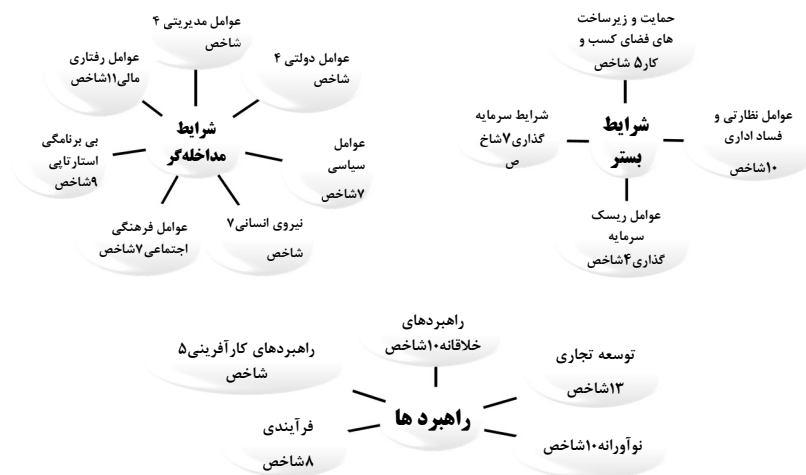 عوامل مدیریتی ۴
شاخص
عوامل دولتی ۴
شاخص
عوامل
سیاسی
۷شاخص
نیروی انسانی۷
شاخص
عوامل فرهنگی
اجتماعی۷شاخص
بی برنامگی
استارتاپی
۹شاخص
عوامل رفتاری
مالی۱۱شاخص
شرایط
مداخله‌گر
حمایت و زیرساخت
های فضای کسب و
کار۵ شاخص
عوامل نظارتی و
فساد اداری
۱۰شاخص
عوامل ریسک
سرمایه
گذاری۴شاخص
شرایط سرمایه
گذاری۷شاخ
ص
شرایط
بستر
راهبردهای
خلاقانه۱۰شاخص
توسعه تجاری
۱۳شاخص
نوآورانه۱۰شاخص
فرآیندی
۸شاخص
راهبردهای کارآفرینی۵
شاخص
راهبرد ها